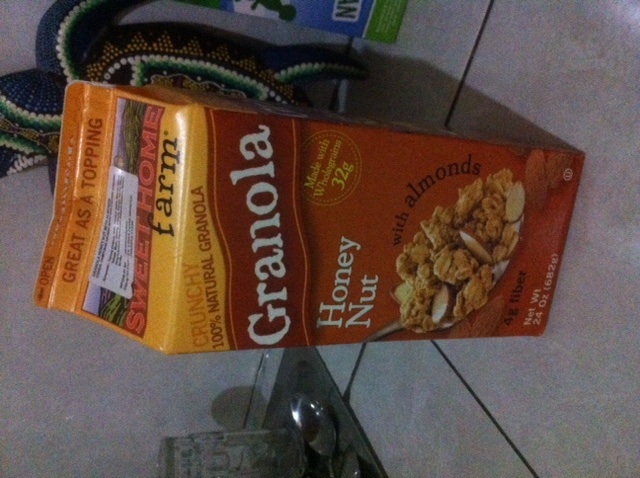 OPEN
GREAT AS A TOPPING
SWEET HOME
farm
CRUNCHY
100% NATURAL GRANOLA
Granola
Made with
Wholegrains
32g
Honey
Nut
with almonds
4g fiber
Net Wt
24 Oz (682g)
NV